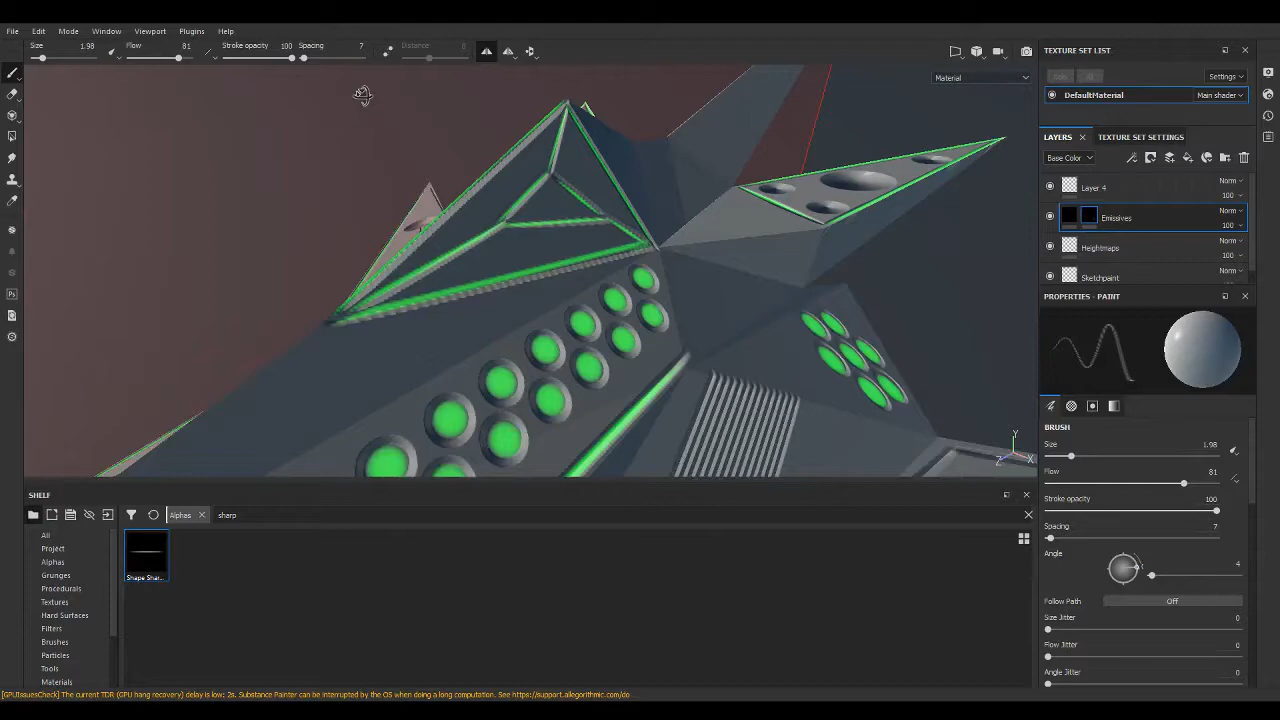 File Edit Mode Window Viewport Plugins Help
Size 1.98 Flow 81 Stroke opacity 100 Spacing 7 Distance 0
Material
Y
Z X
TEXTURE SET LIST
Settings
DefaultMaterial Main shader
LAYERS TEXTURE SET SETTINGS
Base Color
Layer 4 Norm
100
Emissives Norm
100
Heightmaps Norm
100
Sketchpaint Norm
PROPERTIES - PAINT
BRUSH
Size 1.98
Flow 81
Stroke opacity 100
Spacing 7
Angle 4
Follow Path Off
Size Jitter 0
Flow Jitter 0
Angle Jitter 0
SHELF
Alphas sharp
All
Project
Alphas
Grunges
Procedurals
Textures
Hard Surfaces
Filters
Brushes
Particles
Tools
Materials
Shape Shar...
Ps
[GPUIssuesCheck] The current TDR (GPU hang recovery) delay is low: 2s. Substance Painter can be interrupted by the OS when doing a long computation. See https://support.allegorithmic.com/do